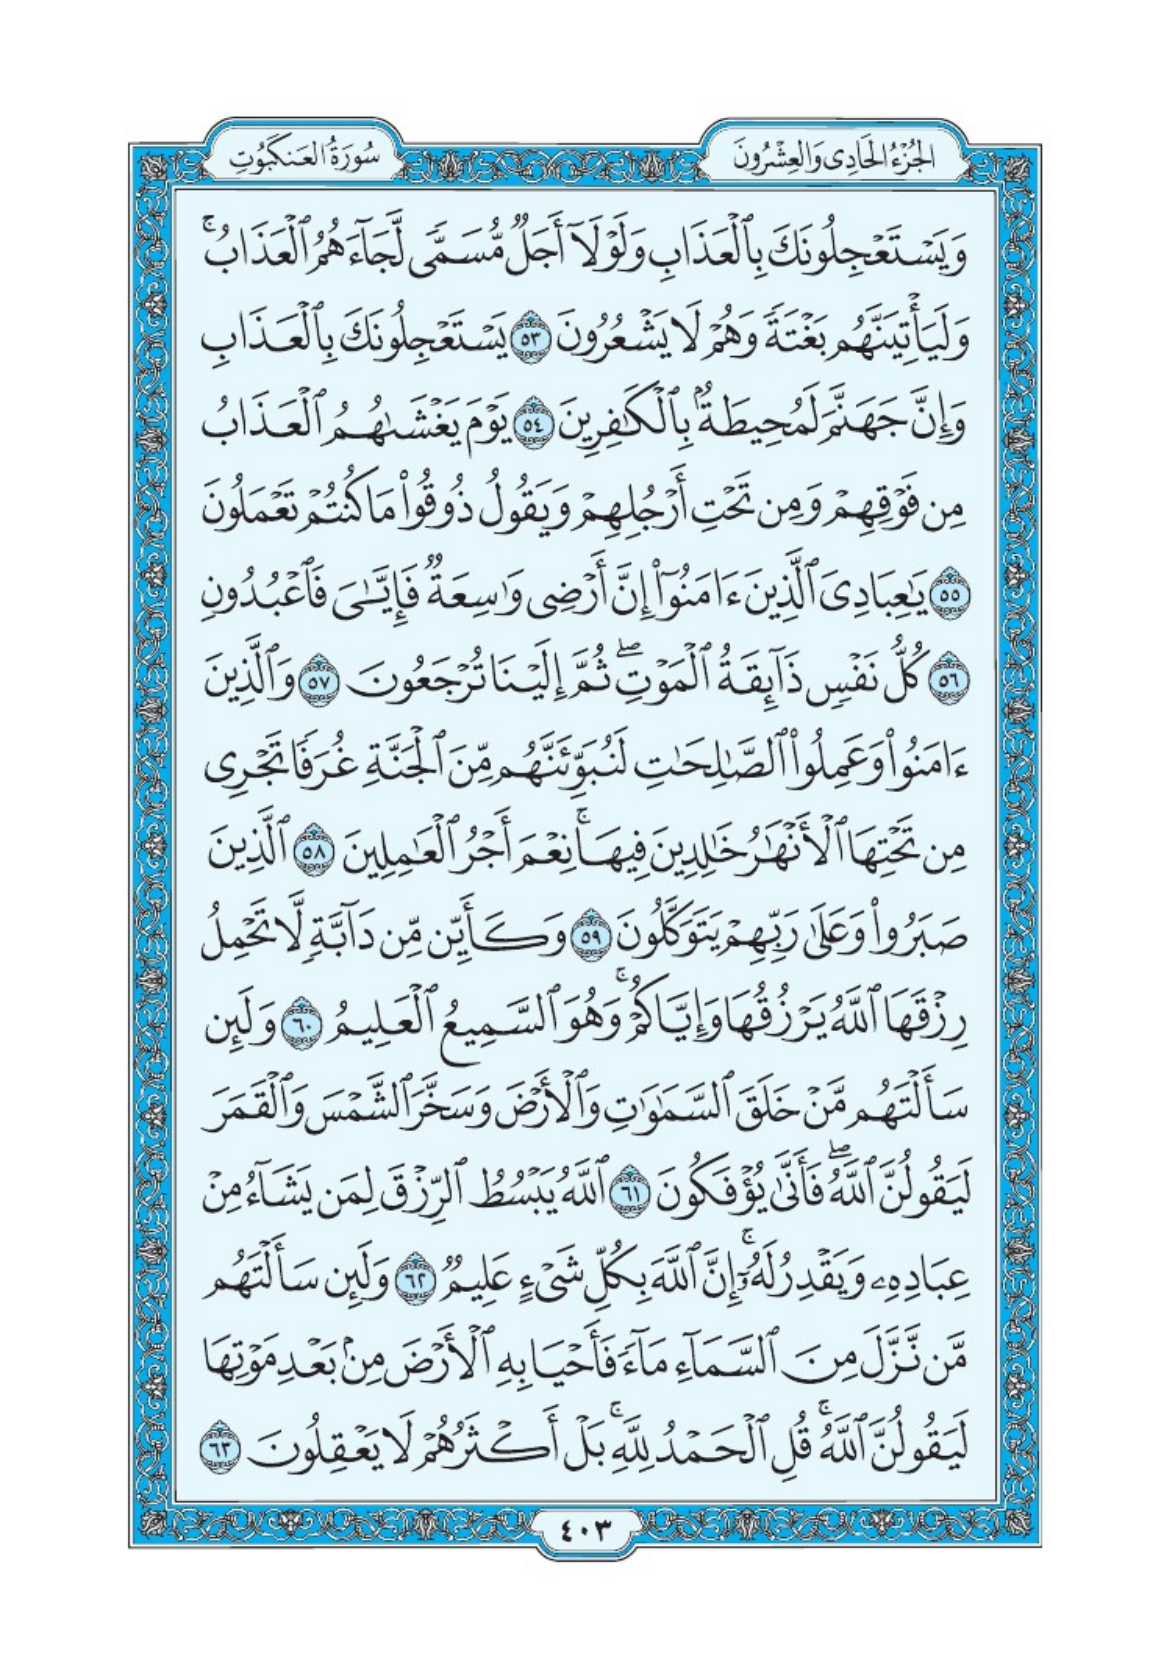 الجُزْءُ الحَادِى وَالعِشْرُونَ
سُورَةُ العَنكَبُوتِ
وَيَسْتَعْجِلُونَكَ بِٱلْعَذَابِ وَلَوْلَآ أَجَلٌ مُّسَمًّى لَّجَآءَهُمُ ٱلْعَذَابُۚ
وَلَيَأْتِيَنَّهُم بَغْتَةً وَهُمْ لَا يَشْعُرُونَ ٥٣ يَسْتَعْجِلُونَكَ بِٱلْعَذَابِ
وَإِنَّ جَهَنَّمَ لَمُحِيطَةٌۢ بِٱلْكَـٰفِرِينَ ٥٤ يَوْمَ يَغْشَىٰهُمُ ٱلْعَذَابُ
مِن فَوْقِهِمْ وَمِن تَحْتِ أَرْجُلِهِمْ وَيَقُولُ ذُوقُوا۟ مَا كُنتُمْ تَعْمَلُونَ
٥٥ يَـٰعِبَادِىَ ٱلَّذِينَ ءَامَنُوٓا۟ إِنَّ أَرْضِى وَٰسِعَةٌ فَإِيَّـٰىَ فَٱعْبُدُونِ
٥٦ كُلُّ نَفْسٍ ذَآئِقَةُ ٱلْمَوْتِۖ ثُمَّ إِلَيْنَا تُرْجَعُونَ ٥٧ وَٱلَّذِينَ
ءَامَنُوا۟ وَعَمِلُوا۟ ٱلصَّـٰلِحَـٰتِ لَنُبَوِّئَنَّهُم مِّنَ ٱلْجَنَّةِ غُرَفًا تَجْرِى
مِن تَحْتِهَا ٱلْأَنْهَـٰرُ خَـٰلِدِينَ فِيهَاۚ نِعْمَ أَجْرُ ٱلْعَـٰمِلِينَ ٥٨ ٱلَّذِينَ
صَبَرُوا۟ وَعَلَىٰ رَبِّهِمْ يَتَوَكَّلُونَ ٥٩ وَكَأَيِّن مِّن دَآبَّةٍ لَّا تَحْمِلُ
رِزْقَهَا ٱللَّهُ يَرْزُقُهَا وَإِيَّاكُمْۚ وَهُوَ ٱلسَّمِيعُ ٱلْعَلِيمُ ٦٠ وَلَئِن
سَأَلْتَهُم مَّنْ خَلَقَ ٱلسَّمَـٰوَٰتِ وَٱلْأَرْضَ وَسَخَّرَ ٱلشَّمْسَ وَٱلْقَمَرَ
لَيَقُولُنَّ ٱللَّهُۖ فَأَنَّىٰ يُؤْفَكُونَ ٦١ ٱللَّهُ يَبْسُطُ ٱلرِّزْقَ لِمَن يَشَآءُ مِنْ
عِبَادِهِۦ وَيَقْدِرُ لَهُۥٓۚ إِنَّ ٱللَّهَ بِكُلِّ شَىْءٍ عَلِيمٌ ٦٢ وَلَئِن سَأَلْتَهُم
مَّن نَّزَّلَ مِنَ ٱلسَّمَآءِ مَآءً فَأَحْيَا بِهِ ٱلْأَرْضَ مِنۢ بَعْدِ مَوْتِهَا
لَيَقُولُنَّ ٱللَّهُۚ قُلِ ٱلْحَمْدُ لِلَّهِۚ بَلْ أَكْثَرُهُمْ لَا يَعْقِلُونَ ٦٣
٤٠٣